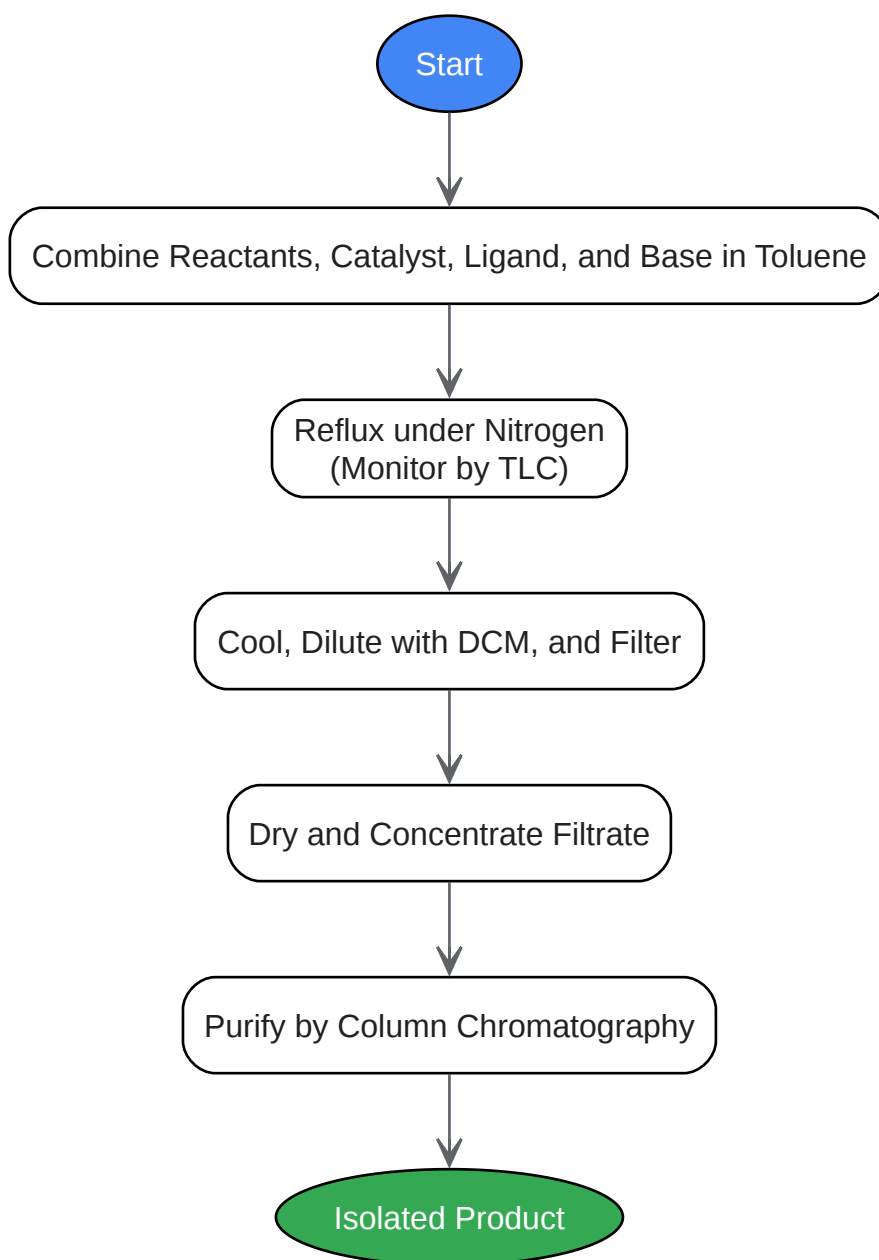 Start
Combine Reactants, Catalyst, Ligand, and Base in Toluene
Reflux under Nitrogen
(Monitor by TLC)
Cool, Dilute with DCM, and Filter
Dry and Concentrate Filtrate
Purify by Column Chromatography
Isolated Product